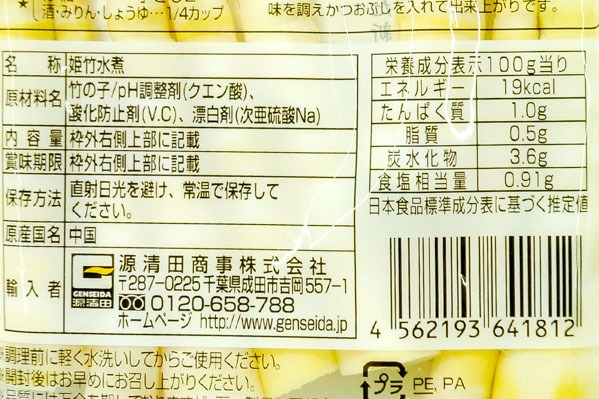 酒・みりん・しょうゆ…1/4カップ
味を調えかつおぶしを入れて出来上がりです。
名 称 姫竹水煮
原材料名 竹の子/pH調整剤(クエン酸)、
酸化防止剤(V.C)、漂白剤(次亜硫酸Na)
内 容 量 枠外右側上部に記載
賞味期限 枠外右側上部に記載
保存方法 直射日光を避け、常温で保存して
ください。
原産国名 中国
輸 入 者
GENSEIDA
源清田
源清田商事株式会社
〒287-0225 千葉県成田市吉岡557-1
0120-658-788
ホームページ http://www.genseida.jp
栄養成分表示100g当り
エネルギー 19kcal
たんぱく質 1.0g
脂質 0.5g
炭水化物 3.6g
食塩相当量 0.91g
日本食品標準成分表に基づく推定値
4 562193 641812
※調理前に軽く水洗いしてからご使用ください。
※開封後はお早めにお召し上がりください。
プラ PE, PA